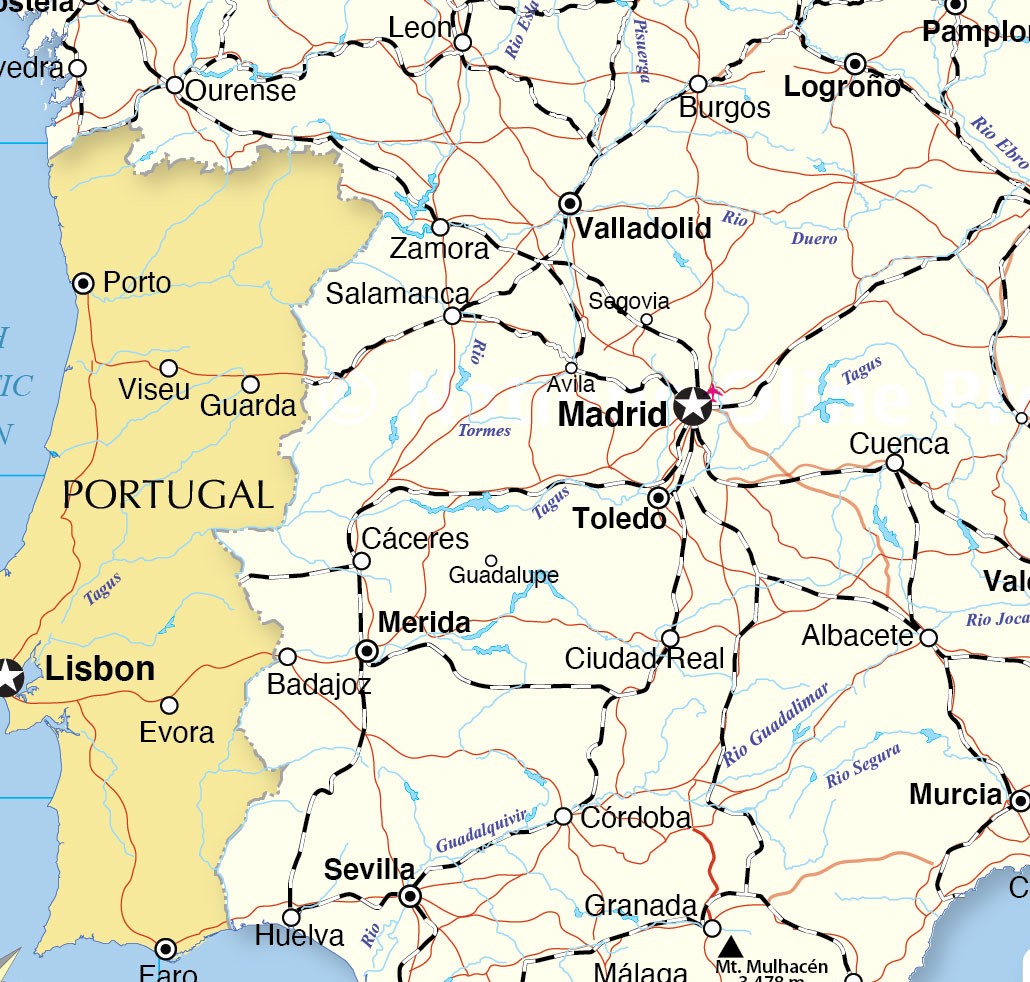 ostela
Leon
Rio Esla
Pisuerga
Pamplo
vedra
Ourense
Burgos
Logroño
Rio Ebro
Valladolid
Rio
Duero
Zamora
Porto
Salamanca
Segovia
H
Rio
TIC
N
Viseu
Guarda
Avila
Tagus
Madrid
Tormes
Cuenca
PORTUGAL
Tagus
Toledo
Cáceres
Guadalupe
Tagus
Vale
Rio Joca
Merida
Albacete
Lisbon
Ciudad Real
Badajoz
Evora
Rio Guadalimar
Rio Segura
Murcia
Guadalquivir
Córdoba
Sevilla
C
Granada
Huelva
Rio
Faro
Málaga
Mt. Mulhacén
3,478 m